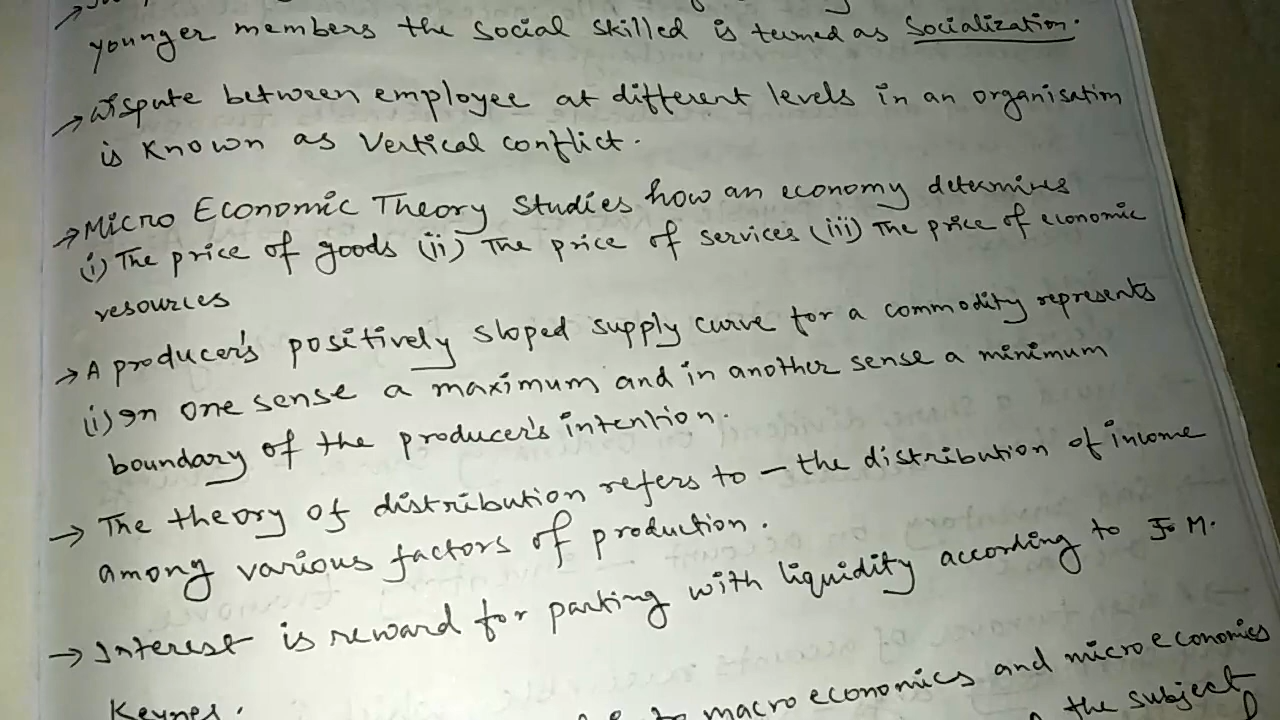 younger members the social skilled is termed as Socialization.
→ Dispute between employee at different levels in an organisation
is known as Vertical conflict.
→ Micro Economic Theory studies how an economy determines
(i) The price of goods (ii) The price of services (iii) The price of economic
resources
→ A producer's positively sloped supply curve for a commodity represents
(i) In one sense a maximum and in another sense a minimum
boundary of the producer's intention.
→ The theory of distribution refers to – the distribution of income
among various factors of production.
→ Interest is reward for parting with liquidity according to J. M.
Keynes.
to macro economics and micro economics
the subject